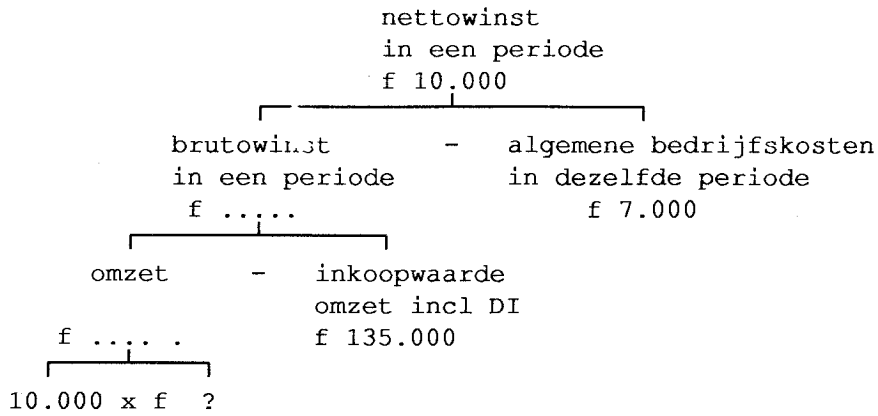 nettowinst
in een periode
f 10.000
brutowinst - algemene bedrijfskosten
in een periode in dezelfde periode
f ..... f 7.000
omzet - inkoopwaarde
omzet incl DI
f ..... f 135.000
10.000 x f ?